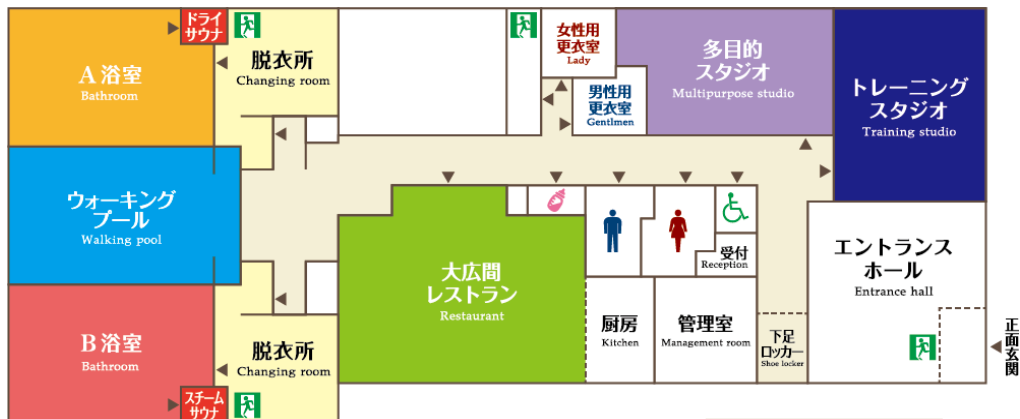 ドライ
サウナ
脱衣所
Changing room
A 浴室
Bathroom
女性用
更衣室
Lady
男性用
更衣室
Gentlmen
多目的
スタジオ
Multipurpose studio
トレーニング
スタジオ
Training studio
ウォーキング
プール
Walking pool
大広間
レストラン
Restaurant
受付
Reception
エントランス
ホール
Entrance hall
B 浴室
Bathroom
脱衣所
Changing room
スチーム
サウナ
厨房
Kitchen
管理室
Management room
下足
ロッカー
Shoe locker
正面玄関